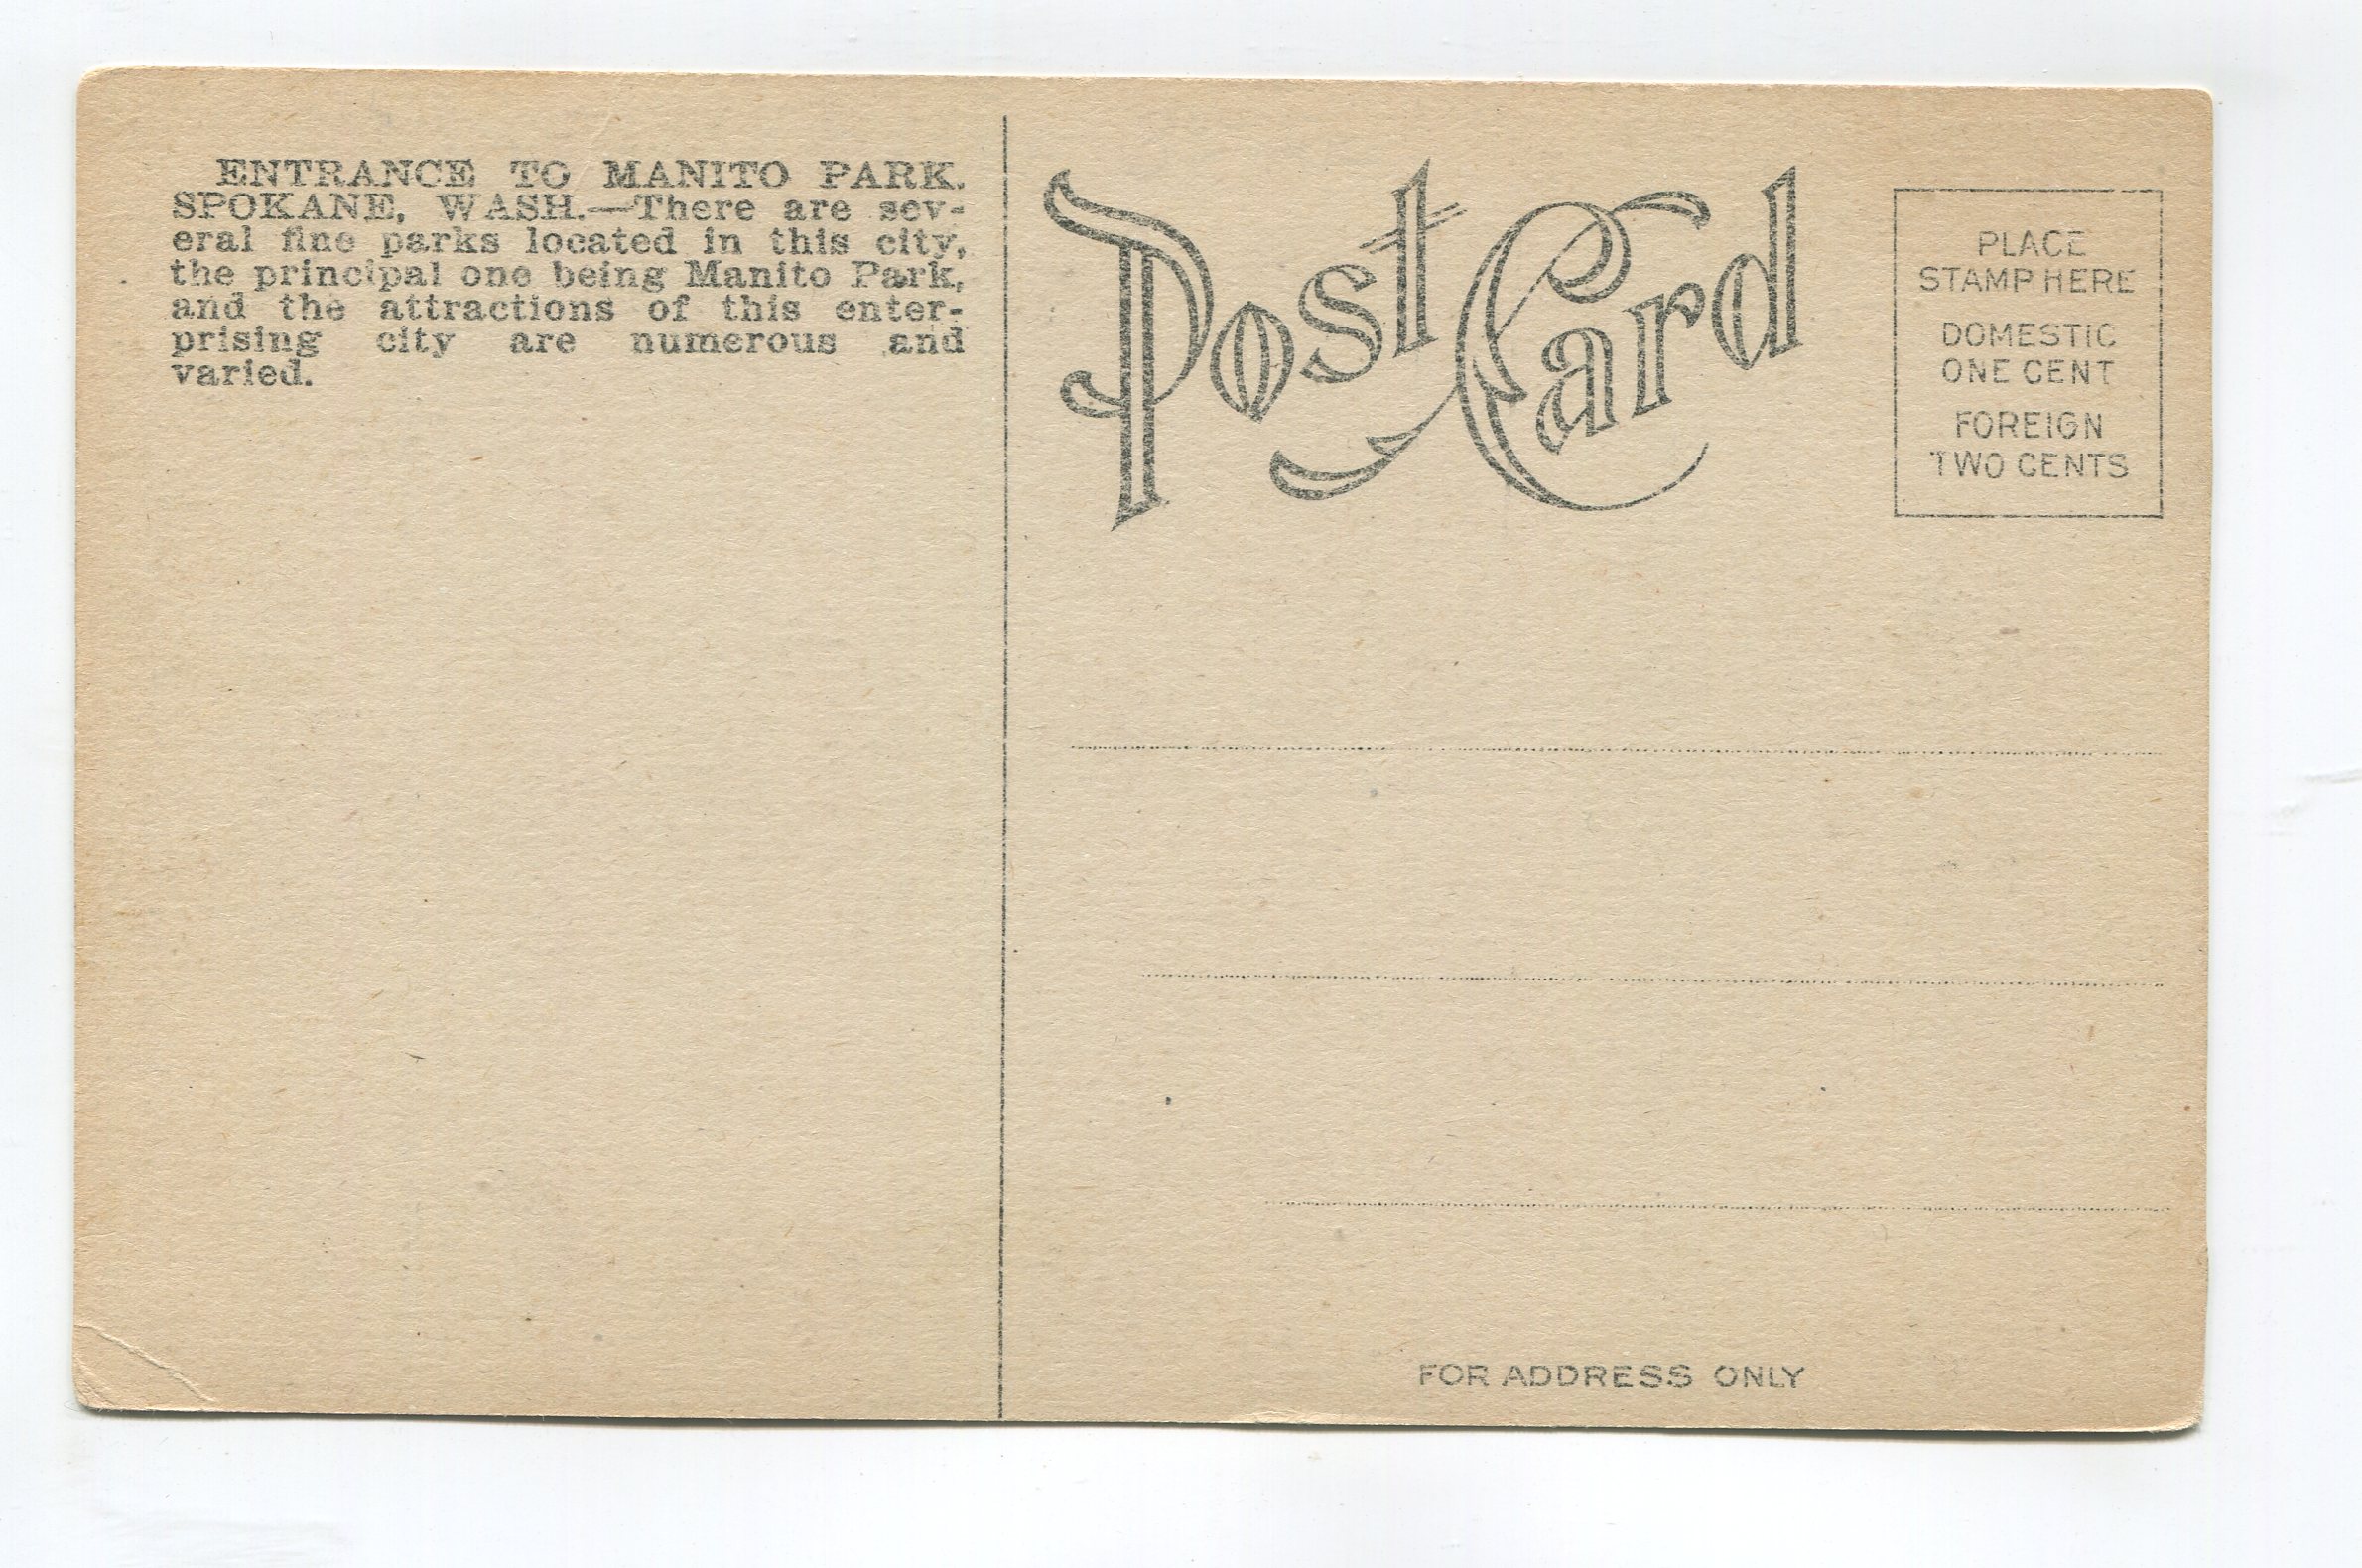 ENTRANCE TO MANITO PARK.
SPOKANE, WASH.—There are sev-
eral fine parks located in this city,
the principal one being Manito Park,
and the attractions of this enter-
prising city are numerous and
varied.
Post Card
PLACE
STAMP HERE
DOMESTIC
ONE CENT
FOREIGN
TWO CENTS
FOR ADDRESS ONLY